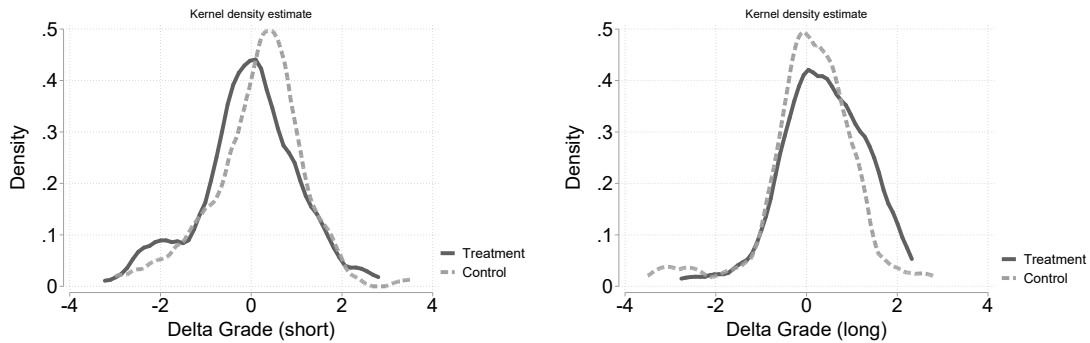 Kernel density estimate
.5
.4
.3
.2
.1
0
Density
-4 -2 0 2 4
Delta Grade (short)
Treatment
Control
Kernel density estimate
.5
.4
.3
.2
.1
0
Density
-4 -2 0 2 4
Delta Grade (long)
Treatment
Control